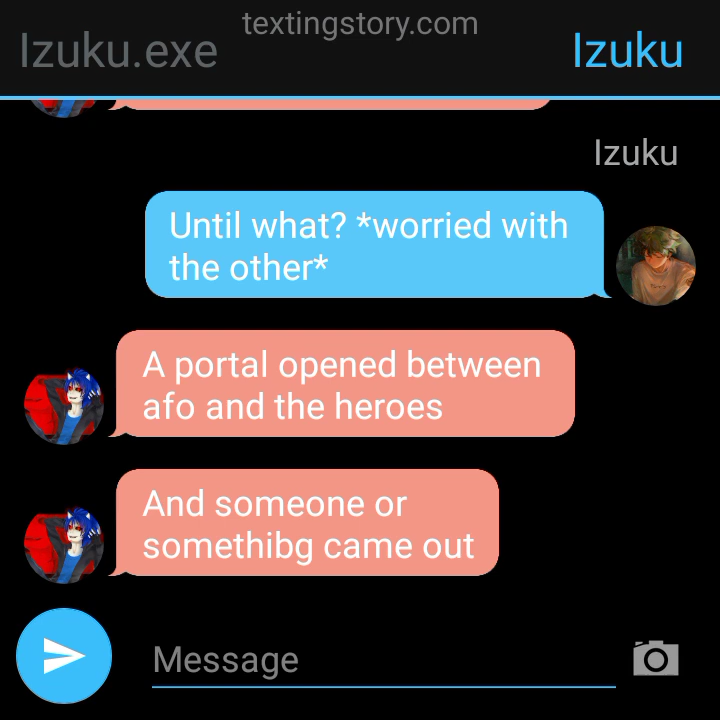 textingstory.com
Izuku.exe
Izuku
Izuku
Until what? *worried with
the other*
A portal opened between
afo and the heroes
And someone or
somethibg came out
Message